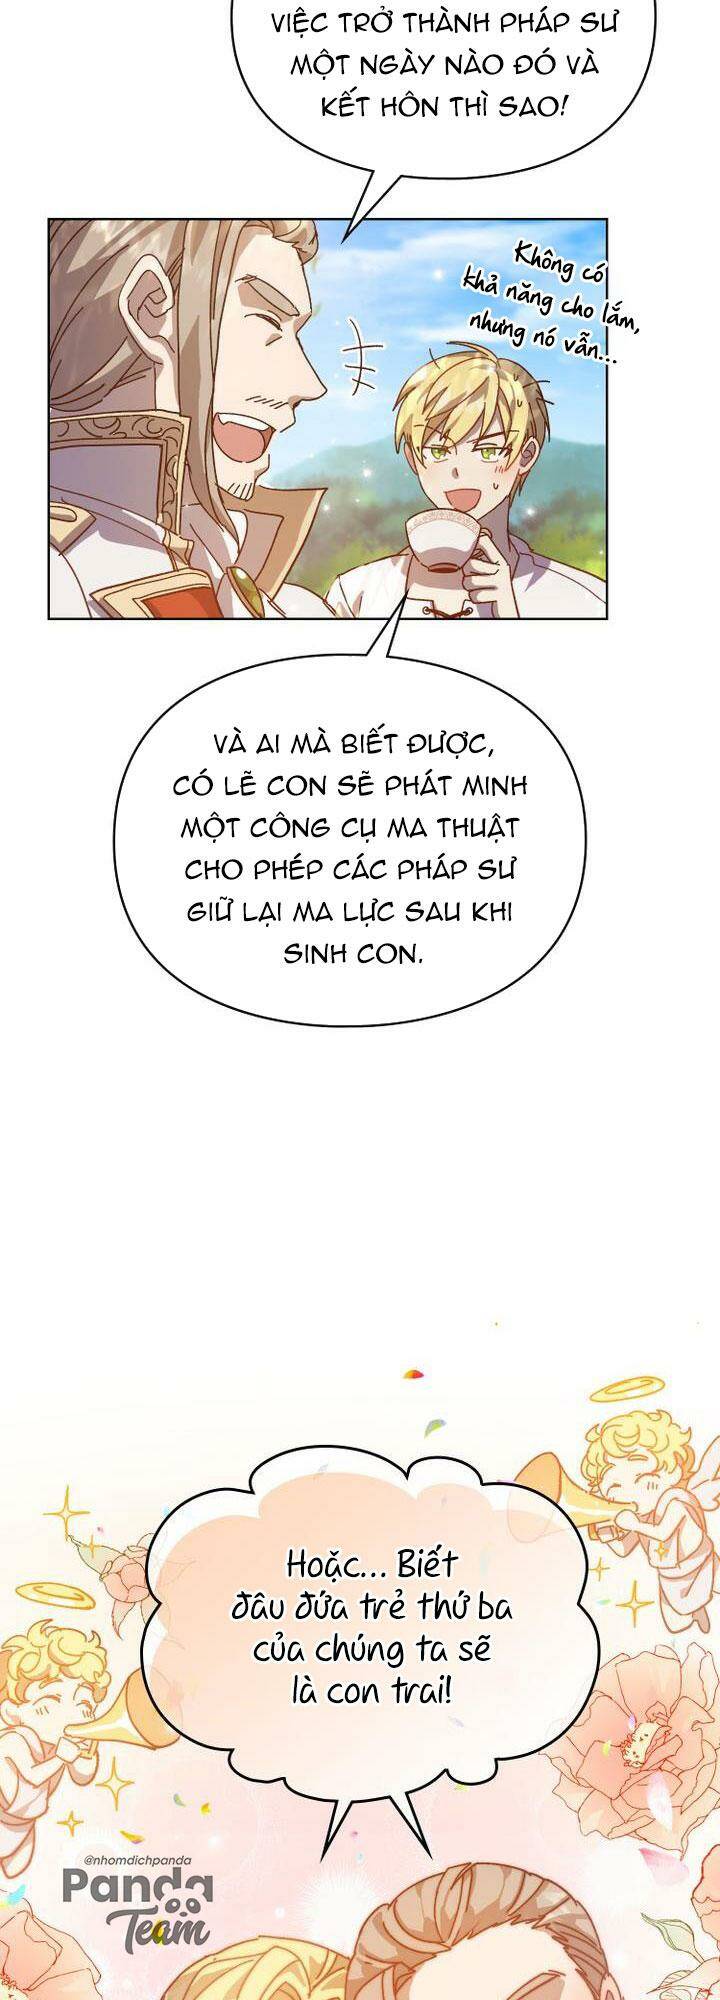 VIỆC TRỞ THÀNH PHÁP SƯ
MỘT NGÀY NÀO ĐÓ VÀ
KẾT HÔN THÌ SAO!
Không có
khả năng cho lắm,
nhưng nó vẫn...
VÀ AI MÀ BIẾT ĐƯỢC,
CÓ LẼ CON SẼ PHÁT MINH
MỘT CÔNG CỤ MA THUẬT
CHO PHÉP CÁC PHÁP SƯ
GIỮ LẠI MA LỰC SAU KHI
SINH CON.
Hoặc... Biết
đâu đứa trẻ thứ ba
của chúng ta sẽ
là con trai!
@nhomdichpanda
Panda
Team